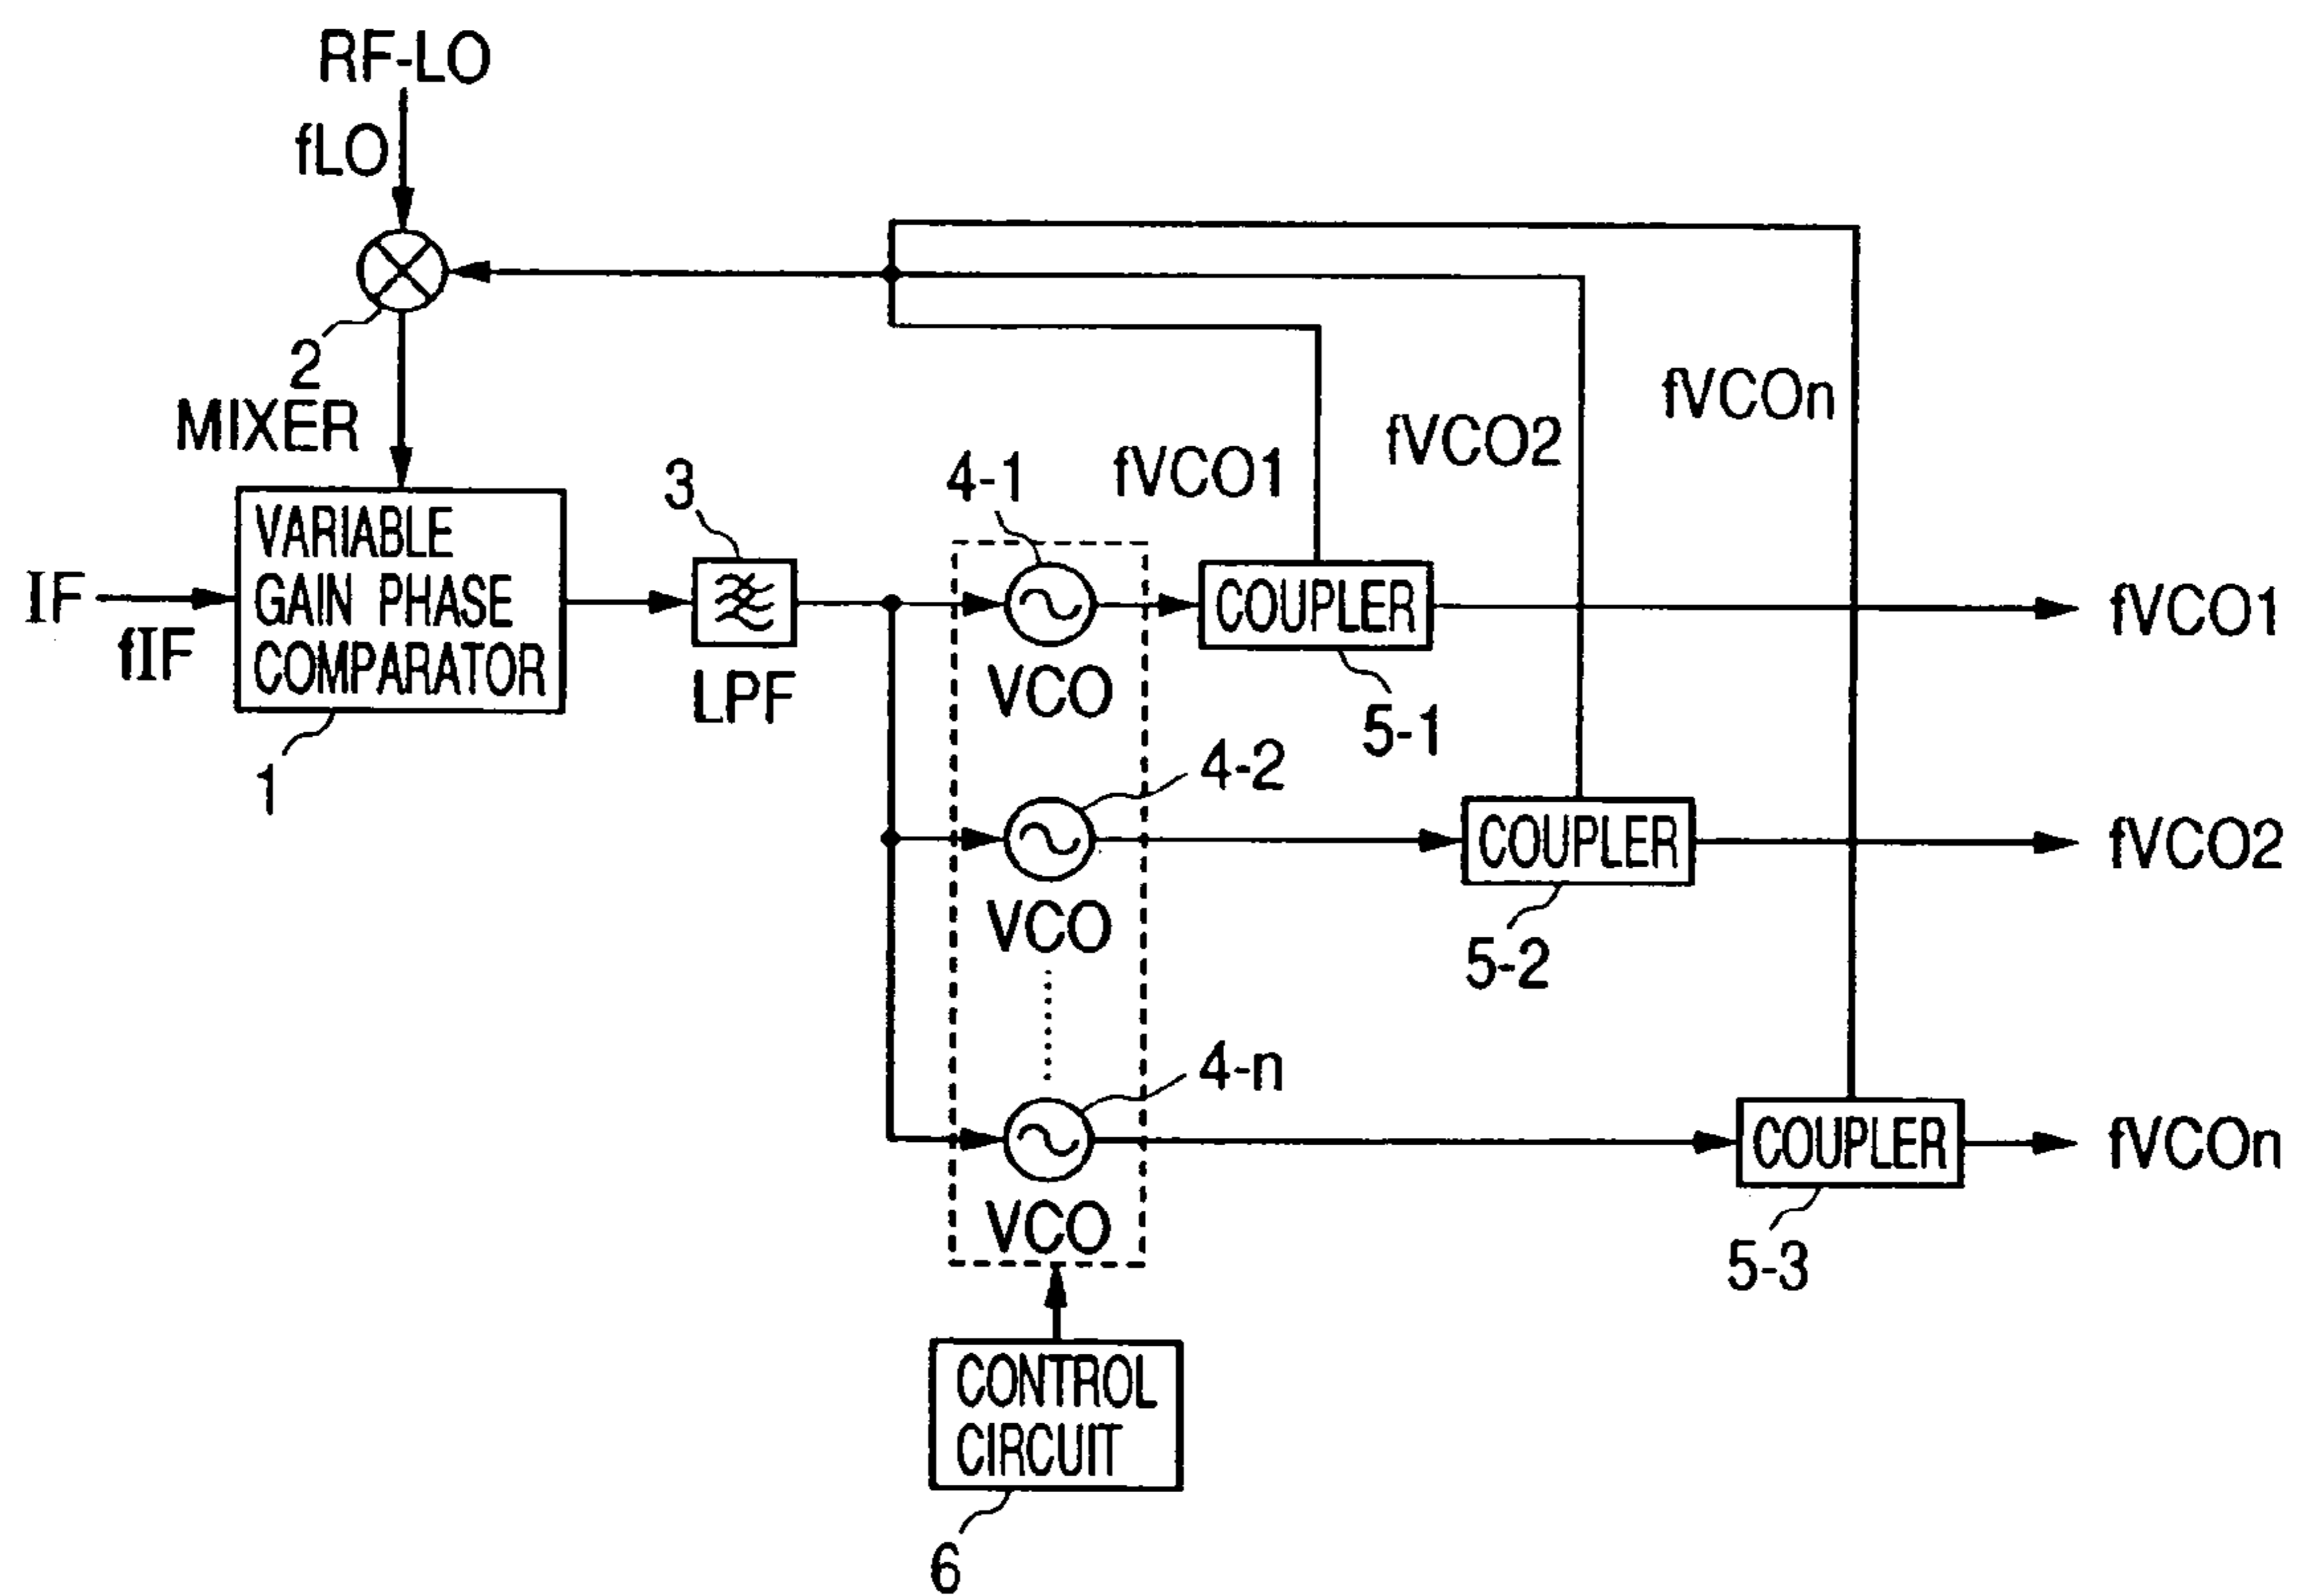 RF-LO
fLO
2
MIXER
fVCOn
fVCO2
fVCO1
3
4-1
VARIABLE
GAIN PHASE
COMPARATOR
IF
fIF
1
LPF
VCO
COUPLER
5-1
fVCO1
4-2
VCO
COUPLER
5-2
fVCO2
4-n
VCO
COUPLER
5-3
fVCOn
CONTROL
CIRCUIT
6